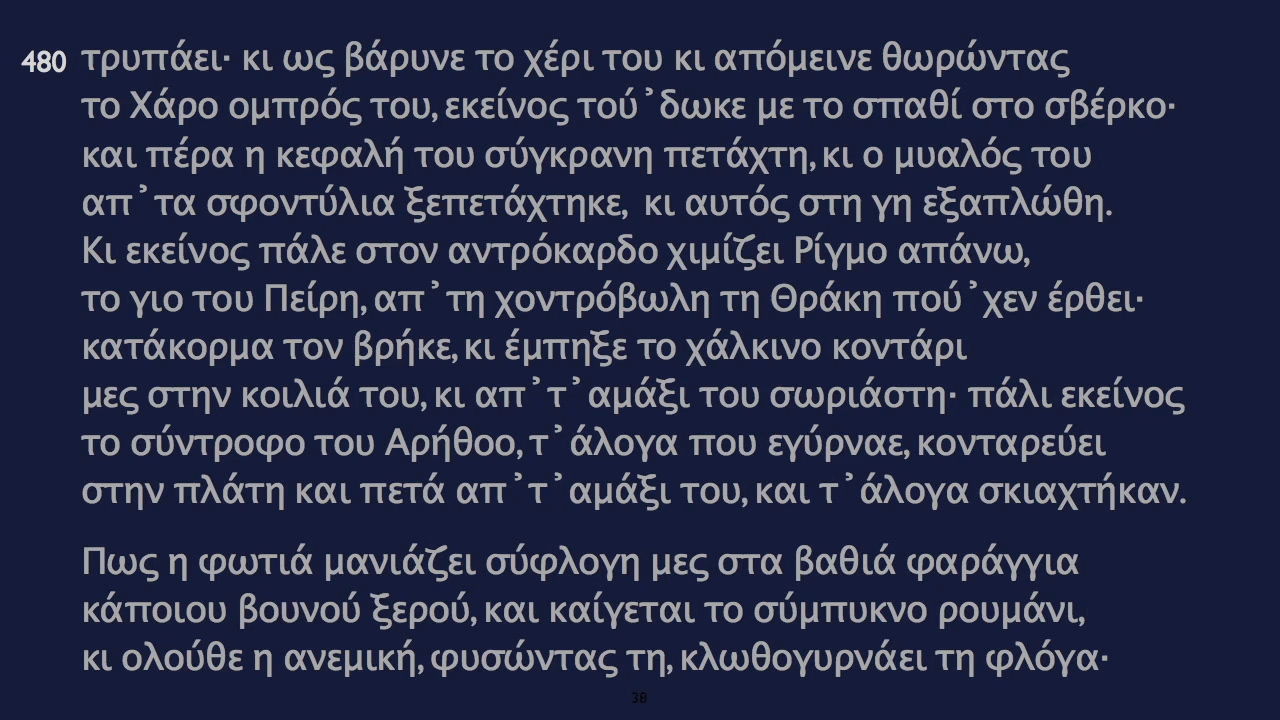 480 τρυπάει· κι ως βάρυνε το χέρι του κι απόμεινε θωρώντας
το Χάρο ομπρός του, εκείνος τού᾿δωκε με το σπαθί στο σβέρκο·
και πέρα η κεφαλή του σύγκρανη πετάχτη, κι ο μυαλός του
απ᾿τα σφοντύλια ξεπετάχτηκε, κι αυτός στη γη εξαπλώθη.
Κι εκείνος πάλε στον αντρόκαρδο χιμίζει Ρίγμο απάνω,
το γιο του Πείρη, απ᾿τη χοντρόβωλη τη Θράκη πού᾿χεν έρθει·
κατάκορμα τον βρήκε, κι έμπηξε το χάλκινο κοντάρι
μες στην κοιλιά του, κι απ᾿τ᾿αμάξι του σωριάστη· πάλι εκείνος
το σύντροφο του Αρήθοο, τ᾿άλογα που εγύρναε, κονταρεύει
στην πλάτη και πετά απ᾿τ᾿αμάξι του, και τ᾿άλογα σκιαχτήκαν.
Πως η φωτιά μανιάζει σύφλογη μες στα βαθιά φαράγγια
κάποιου βουνού ξερού, και καίγεται το σύμπυκνο ρουμάνι,
κι ολούθε η ανεμική, φυσώντας τη, κλωθογυρνάει τη φλόγα·
38